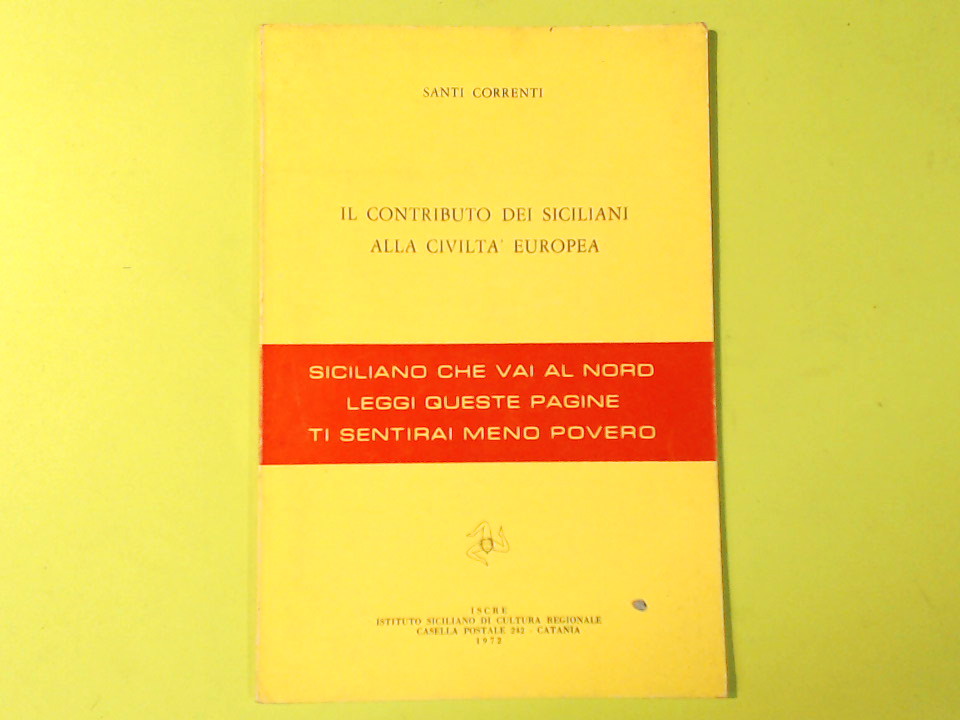 SANTI CORRENTI
IL CONTRIBUTO DEI SICILIANI
ALLA CIVILTA' EUROPEA
SICILIANO CHE VAI AL NORD
LEGGI QUESTE PAGINE
TI SENTIRAI MENO POVERO
ISCRE
ISTITUTO SICILIANO DI CULTURA REGIONALE
CASELLA POSTALE 242 - CATANIA
1972